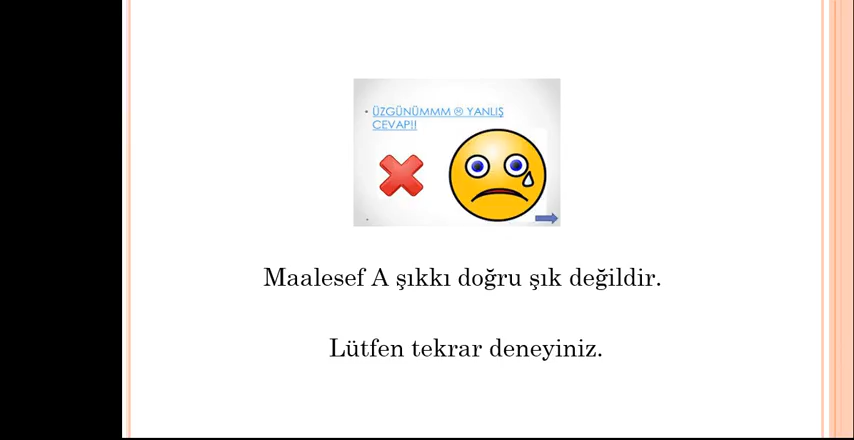 • ÜZGÜNÜMMM ☹ YANLIŞ
CEVAP!!
Maalesef A şıkkı doğru şık değildir.
Lütfen tekrar deneyiniz.